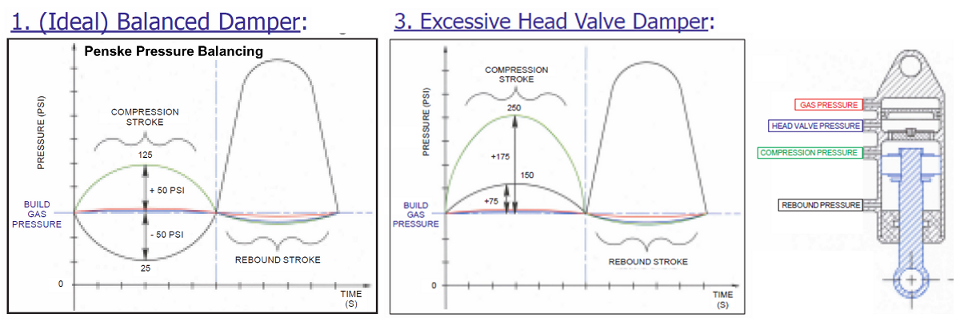 1. (Ideal) Balanced Damper:
Penske Pressure Balancing
PRESSURE (PSI)
COMPRESSION
STROKE
125
+ 50 PSI
- 50 PSI
25
BUILD
GAS
PRESSURE
REBOUND STROKE
0
TIME
(S)
3. Excessive Head Valve Damper:
PRESSURE (PSI)
COMPRESSION
STROKE
250
+175
150
+75
BUILD
GAS
PRESSURE
REBOUND STROKE
0
TIME
(S)
GAS PRESSURE
HEAD VALVE PRESSURE
COMPRESSION PRESSURE
REBOUND PRESSURE